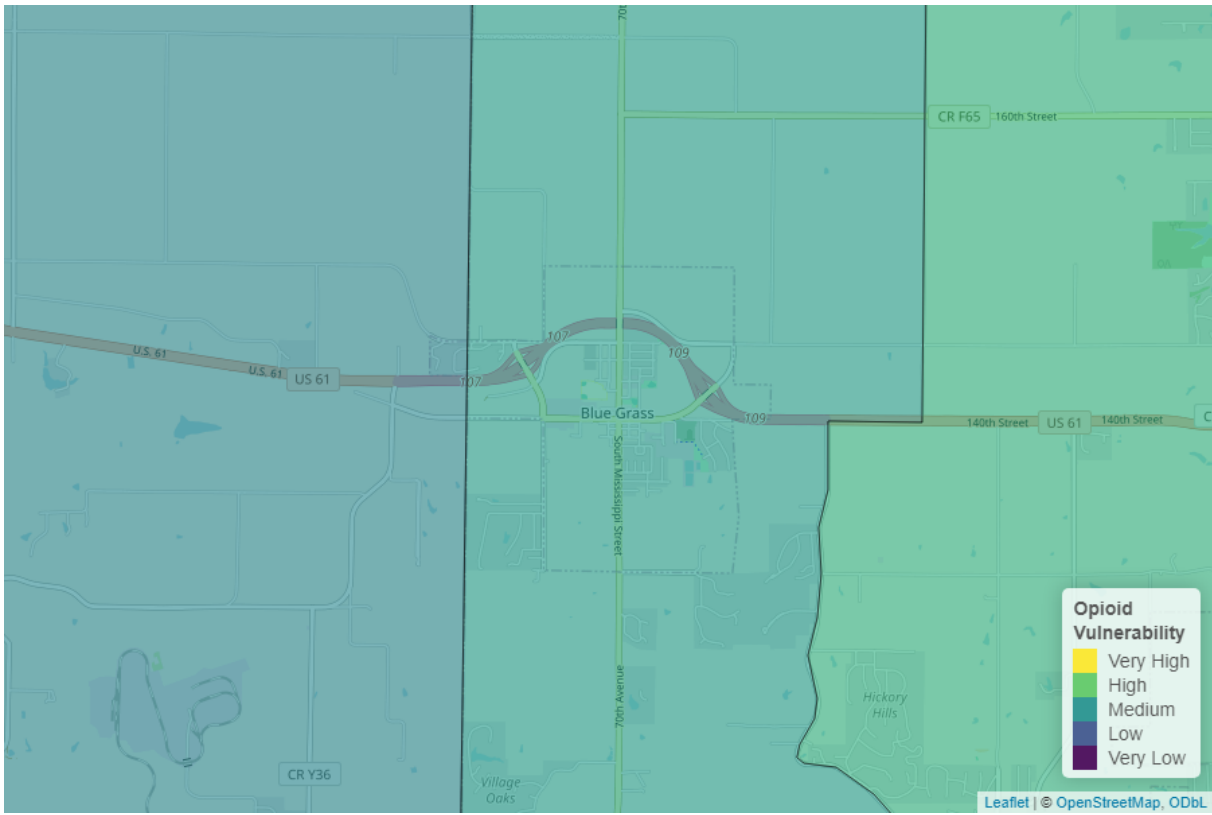 70th
CR F65
160th Street
107
109
U.S. 61
U.S. 61
US 61
107
Blue Grass
109
140th Street
US 61
140th Street
C
South Mississippi Street
70th Avenue
Hickory
Hills
Village
Oaks
CR Y36
Opioid
Vulnerability
Very High
High
Medium
Low
Very Low
Leaflet | © OpenStreetMap, ODbL